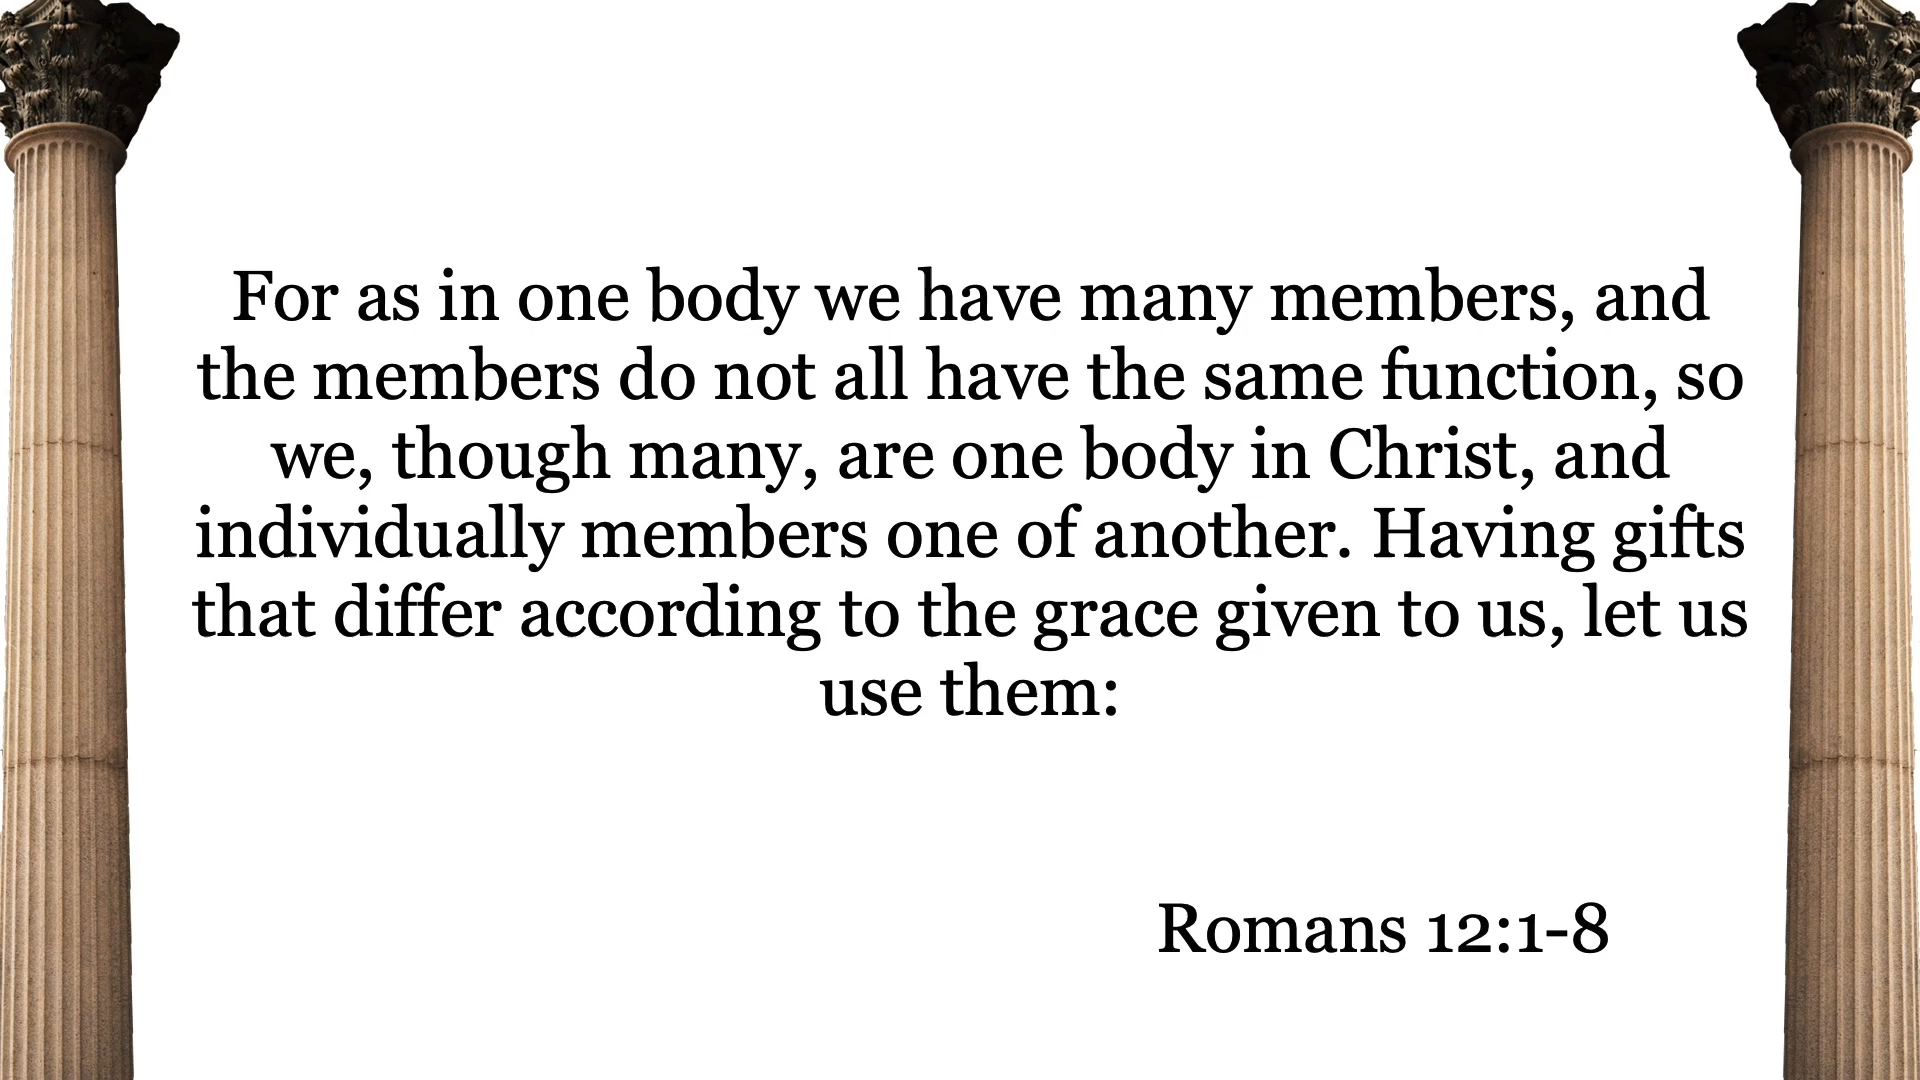 For as in one body we have many members, and
the members do not all have the same function, so
we, though many, are one body in Christ, and
individually members one of another. Having gifts
that differ according to the grace given to us, let us
use them:
Romans 12:1-8